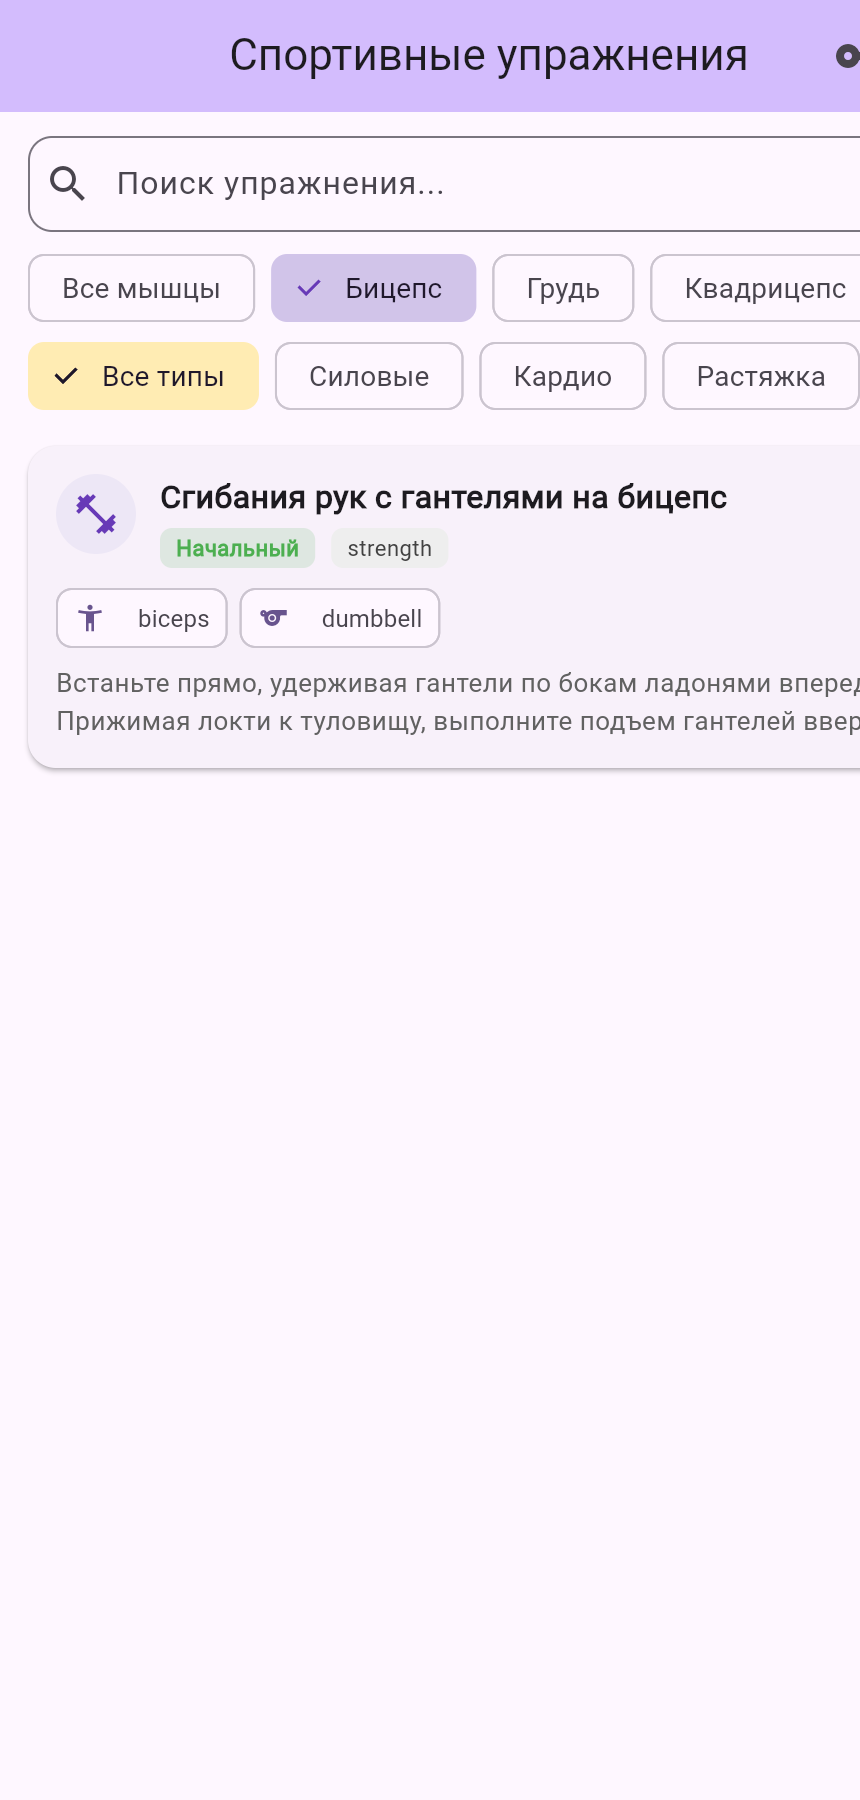 Спортивные упражнения
Поиск упражнения...
Все мышцы Бицепс Грудь Квадрицепс
Все типы Силовые Кардио Растяжка
Сгибания рук с гантелями на бицепс
Начальный strength
biceps dumbbell
Встаньте прямо, удерживая гантели по бокам ладонями вперед
Прижимая локти к туловищу, выполните подъем гантелей ввер